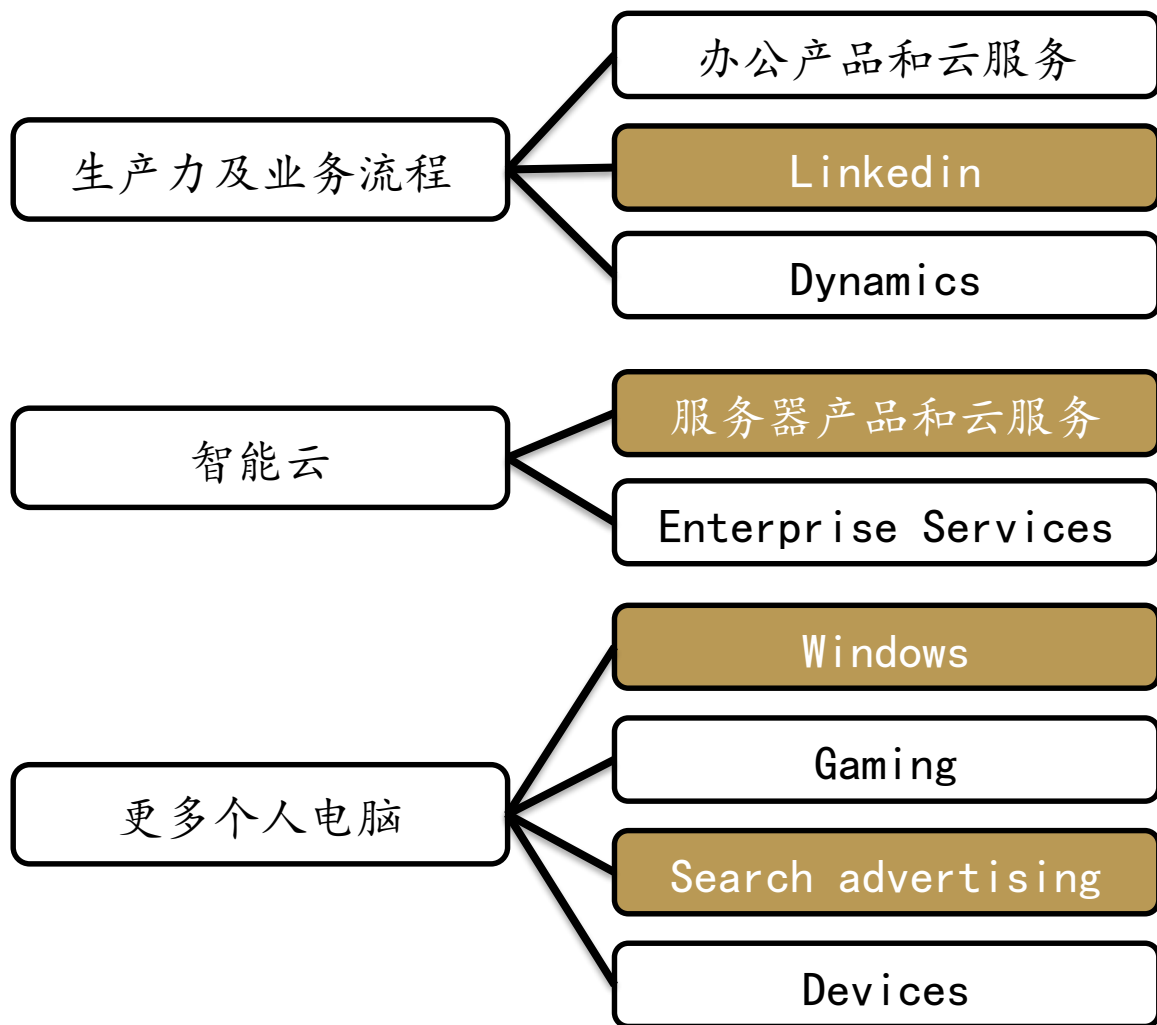 生产力及业务流程
办公产品和云服务
Linkedin
Dynamics
智能云
服务器产品和云服务
Enterprise Services
更多个人电脑
Windows
Gaming
Search advertising
Devices